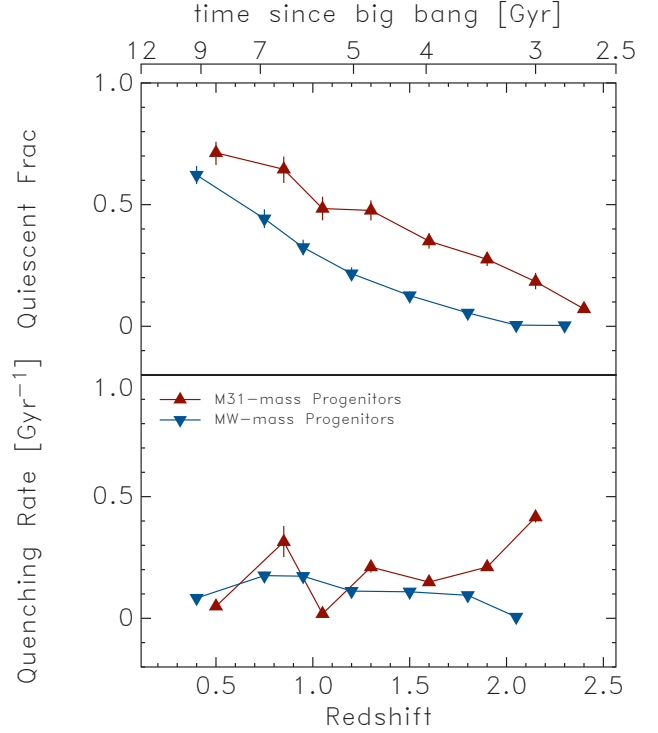 time since big bang [Gyr]
12 9 7 5 4 3 2.5
1.0
0.5
0
Quiescent Frac
1.0
0.5
0
Quenching Rate [Gyr⁻¹]
M31−mass Progenitors
MW−mass Progenitors
0.5 1.0 1.5 2.0 2.5
Redshift